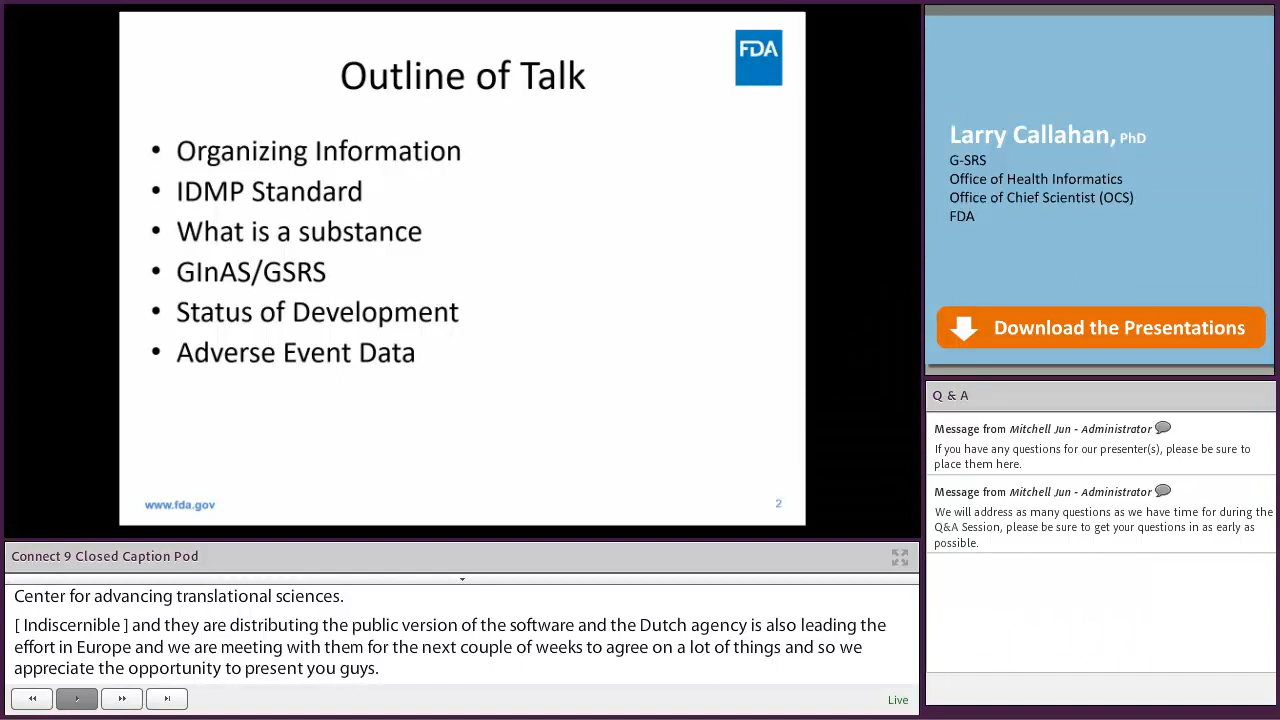 FDA
Outline of Talk
• Organizing Information
• IDMP Standard
• What is a substance
• GInAS/GSRS
• Status of Development
• Adverse Event Data
www.fda.gov
2
Larry Callahan, PhD
G-SRS
Office of Health Informatics
Office of Chief Scientist (OCS)
FDA
Download the Presentations
Q & A
Message from Mitchell Jun - Administrator
If you have any questions for our presenter(s), please be sure to
place them here.
Message from Mitchell Jun - Administrator
We will address as many questions as we have time for during the
Q&A Session, please be sure to get your questions in as early as
possible.
Connect 9 Closed Caption Pod
Center for advancing translational sciences.
[ Indiscernible ] and they are distributing the public version of the software and the Dutch agency is also leading the
effort in Europe and we are meeting with them for the next couple of weeks to agree on a lot of things and so we
appreciate the opportunity to present you guys.
Live